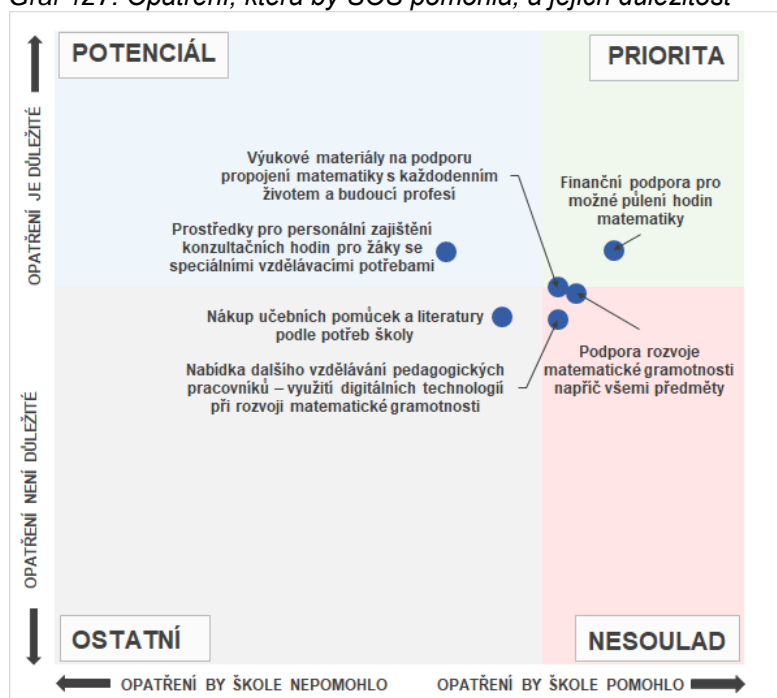 Graf 127: Opatření, která by SOŠ pomohla, a jejich důležitost
POTENCIÁL
PRIORITA
OPATŘENÍ JE DŮLEŽITÉ
Výukové materiály na podporu
propojení matematiky s každodenním
životem a budoucí profesí
Finanční podpora pro
možné půlení hodin
matematiky
Prostředky pro personální zajištění
konzultačních hodin pro žáky se
speciálními vzdělávacími potřebami
Nákup učebních pomůcek a literatury
podle potřeb školy
Nabídka dalšího vzdělávání pedagogických
pracovníků – využití digitálních technologií
při rozvoji matematické gramotnosti
Podpora rozvoje
matematické gramotnosti
napříč všemi předměty
OPATŘENÍ NENÍ DŮLEŽITÉ
OSTATNÍ
NESOULAD
OPATŘENÍ BY ŠKOLE NEPOMOHLO
OPATŘENÍ BY ŠKOLE POMOHLO